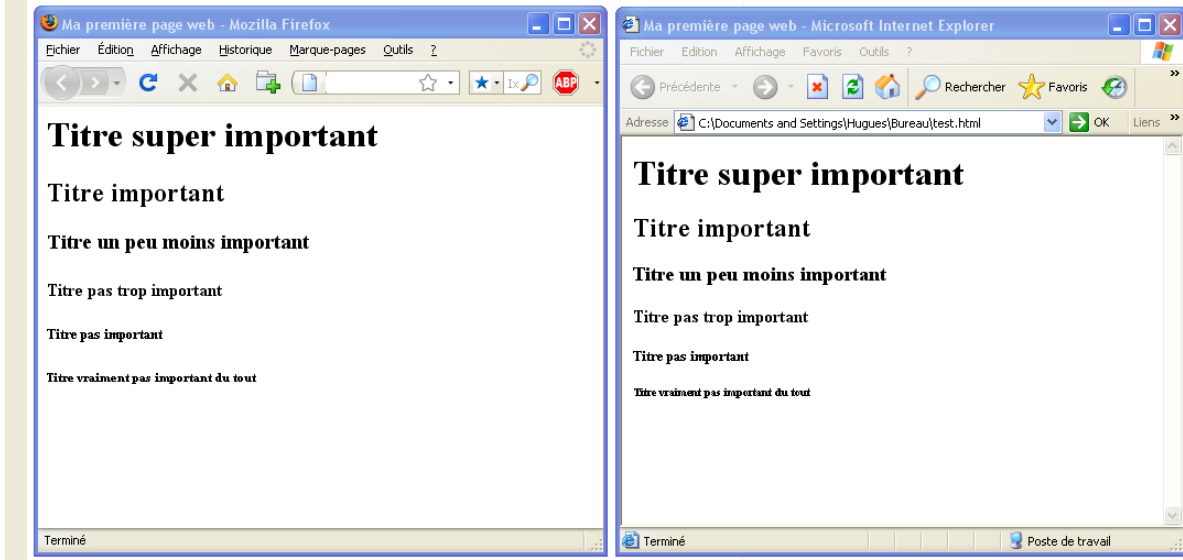 Ma première page web - Mozilla Firefox
Fichier Édition Affichage Historique Marque-pages Outils ?
Ix ABP
Titre super important
Titre important
Titre un peu moins important
Titre pas trop important
Titre pas important
Titre vraiment pas important du tout
Terminé
Ma première page web - Microsoft Internet Explorer
Fichier Edition Affichage Favoris Outils ?
Précédente Rechercher Favoris »
Adresse C:\Documents and Settings\Hugues\Bureau\test.html OK Liens »
Titre super important
Titre important
Titre un peu moins important
Titre pas trop important
Titre pas important
Titre vraiment pas important du tout
Terminé Poste de travail